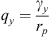 q_y = γ_y / r_p